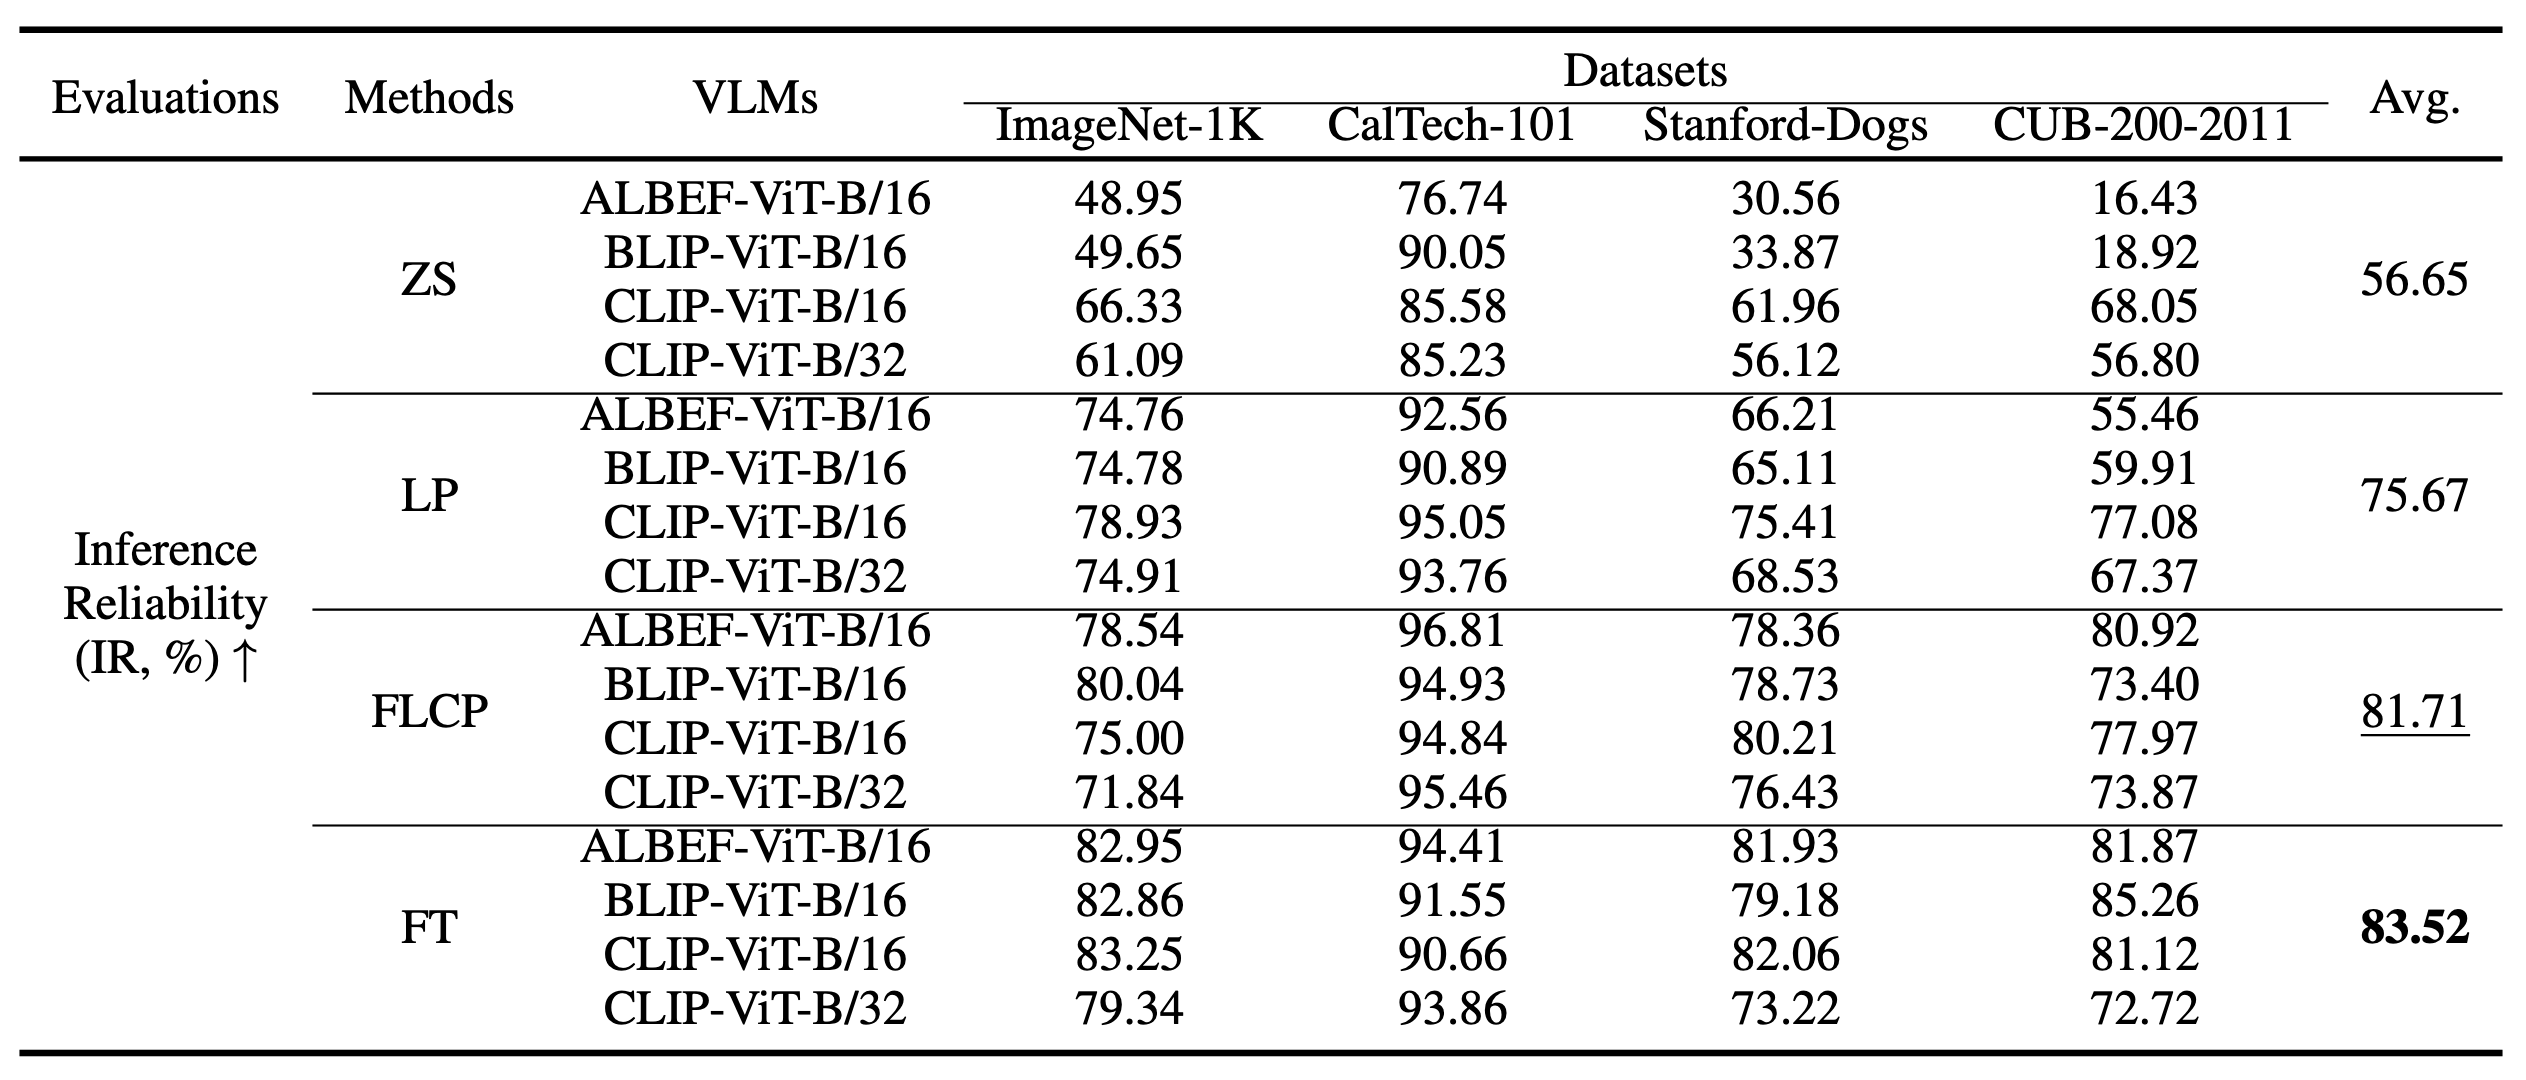 Evaluations Methods VLMs Datasets Avg.
ImageNet-1K CalTech-101 Stanford-Dogs CUB-200-2011
Inference
Reliability
(IR, %) ↑
ZS
ALBEF-ViT-B/16 48.95 76.74 30.56 16.43
BLIP-ViT-B/16 49.65 90.05 33.87 18.92
CLIP-ViT-B/16 66.33 85.58 61.96 68.05
CLIP-ViT-B/32 61.09 85.23 56.12 56.80
56.65
LP
ALBEF-ViT-B/16 74.76 92.56 66.21 55.46
BLIP-ViT-B/16 74.78 90.89 65.11 59.91
CLIP-ViT-B/16 78.93 95.05 75.41 77.08
CLIP-ViT-B/32 74.91 93.76 68.53 67.37
75.67
FLCP
ALBEF-ViT-B/16 78.54 96.81 78.36 80.92
BLIP-ViT-B/16 80.04 94.93 78.73 73.40
CLIP-ViT-B/16 75.00 94.84 80.21 77.97
CLIP-ViT-B/32 71.84 95.46 76.43 73.87
81.71
FT
ALBEF-ViT-B/16 82.95 94.41 81.93 81.87
BLIP-ViT-B/16 82.86 91.55 79.18 85.26
CLIP-ViT-B/16 83.25 90.66 82.06 81.12
CLIP-ViT-B/32 79.34 93.86 73.22 72.72
83.52